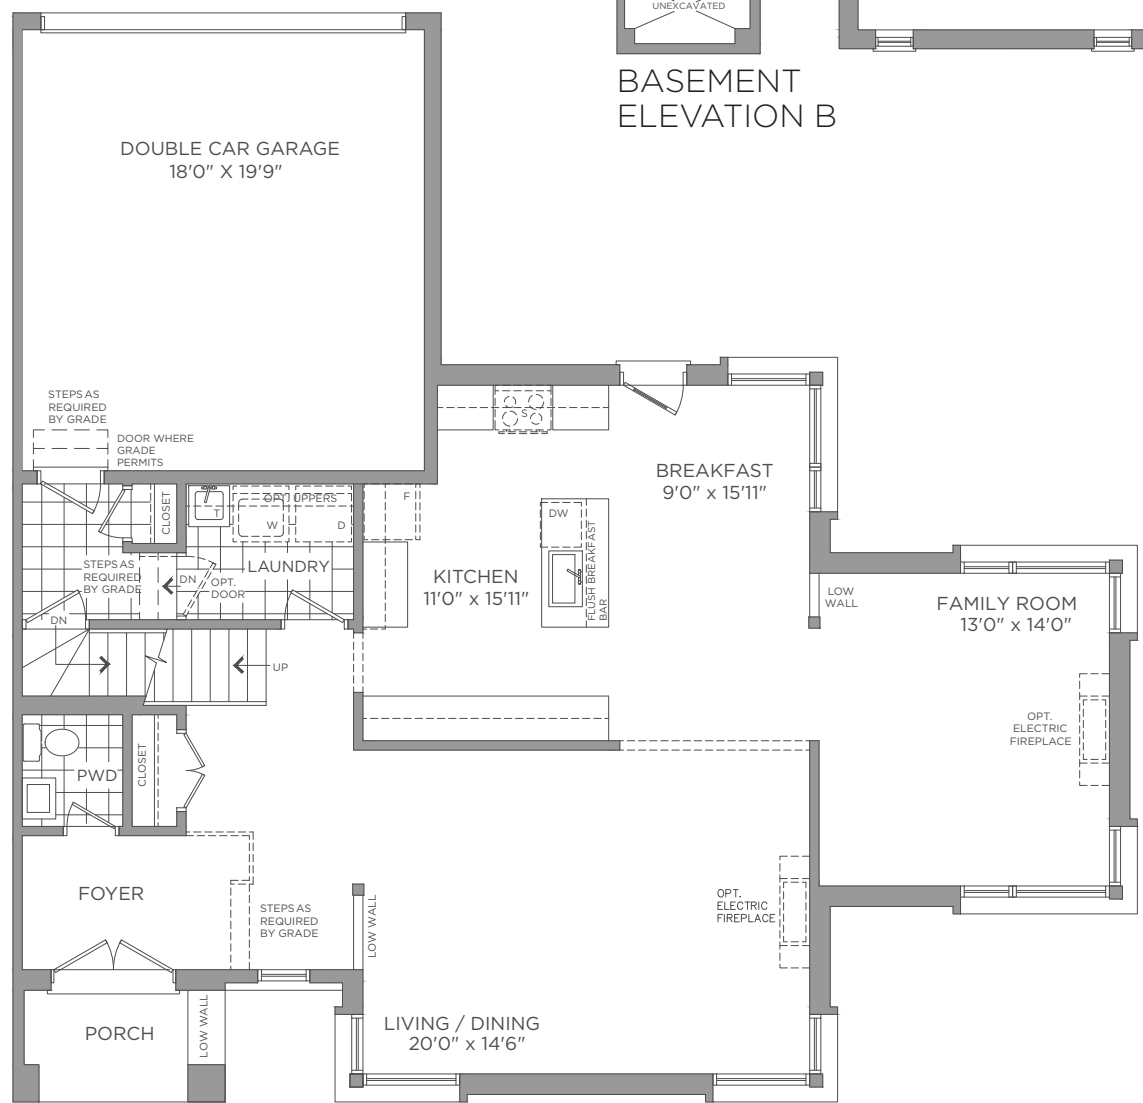 UNEXCAVATED
BASEMENT
ELEVATION B
DOUBLE CAR GARAGE
18'0" X 19'9"
STEPS AS
REQUIRED
BY GRADE
DOOR WHERE
GRADE
PERMITS
S
BREAKFAST
9'0" x 15'11"
CLOSET
T
OPT. UPPERS
W
D
F
DW
FLUSH BREAKFAST
BAR
KITCHEN
11'0" x 15'11"
STEPS AS
REQUIRED
BY GRADE
DN
OPT.
DOOR
LAUNDRY
LOW
WALL
FAMILY ROOM
13'0" x 14'0"
DN
UP
OPT.
ELECTRIC
FIREPLACE
PWD
CLOSET
FOYER
STEPS AS
REQUIRED
BY GRADE
LOW WALL
OPT.
ELECTRIC
FIREPLACE
PORCH
LOW WALL
LIVING / DINING
20'0" x 14'6"